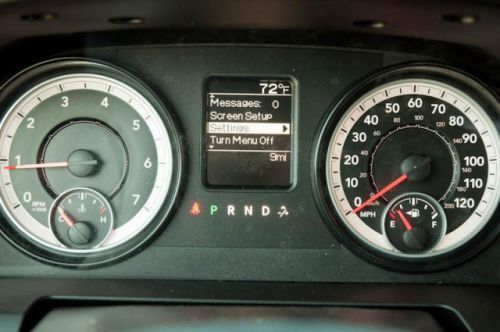 72°F
Messages: 0
Screen Setup
Settings
Turn Menu Off
9mi
P R N D
0 1 2 3 4 5 6 7
RPM
x1000
C H
0 10 20 30 40 50 60 70 80 90 100 110 120
MPH
200
E F